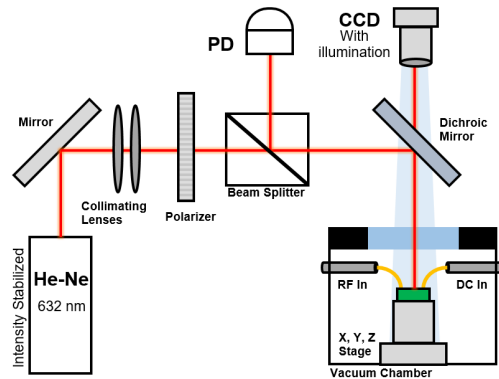 PD
CCD
With
illumination
Mirror
Dichroic
Mirror
Collimating
Lenses
Polarizer
Beam Splitter
Intensity Stabilized
He-Ne
632 nm
RF In
DC In
X, Y, Z
Stage
Vacuum Chamber